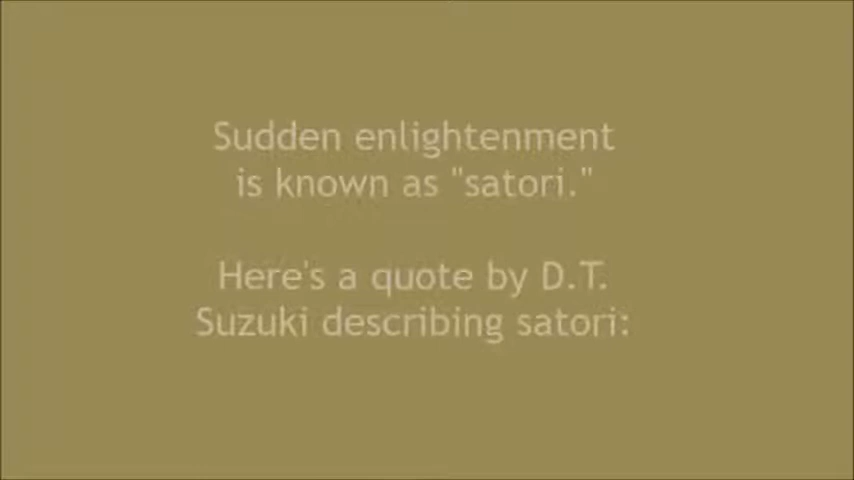 Sudden enlightenment
is known as "satori."
Here's a quote by D.T.
Suzuki describing satori: